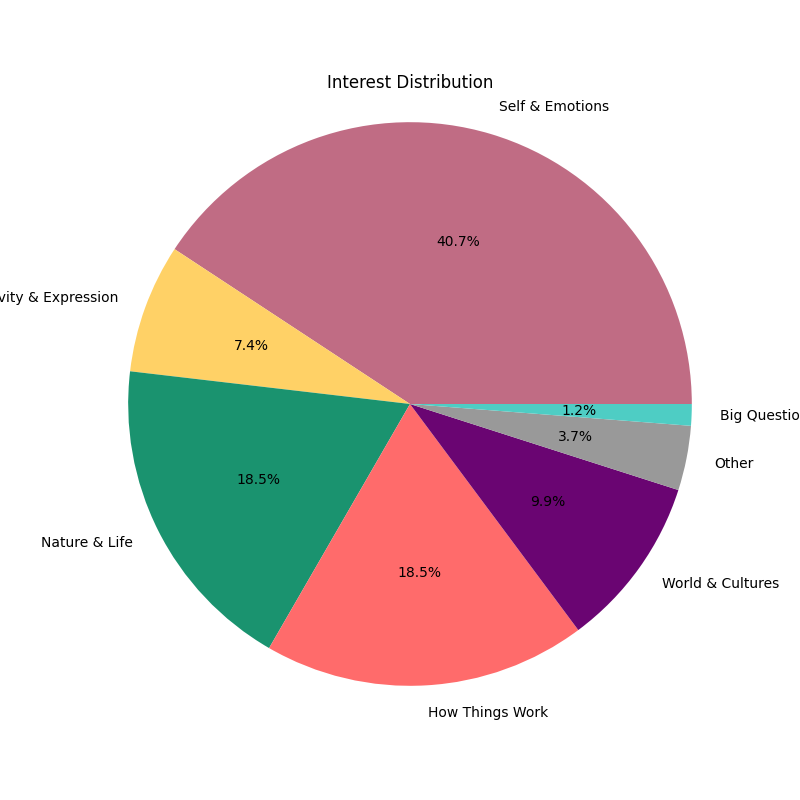 Interest Distribution
Self & Emotions
40.7%
vity & Expression
7.4%
Nature & Life
18.5%
How Things Work
18.5%
World & Cultures
9.9%
Other
3.7%
Big Questio
1.2%